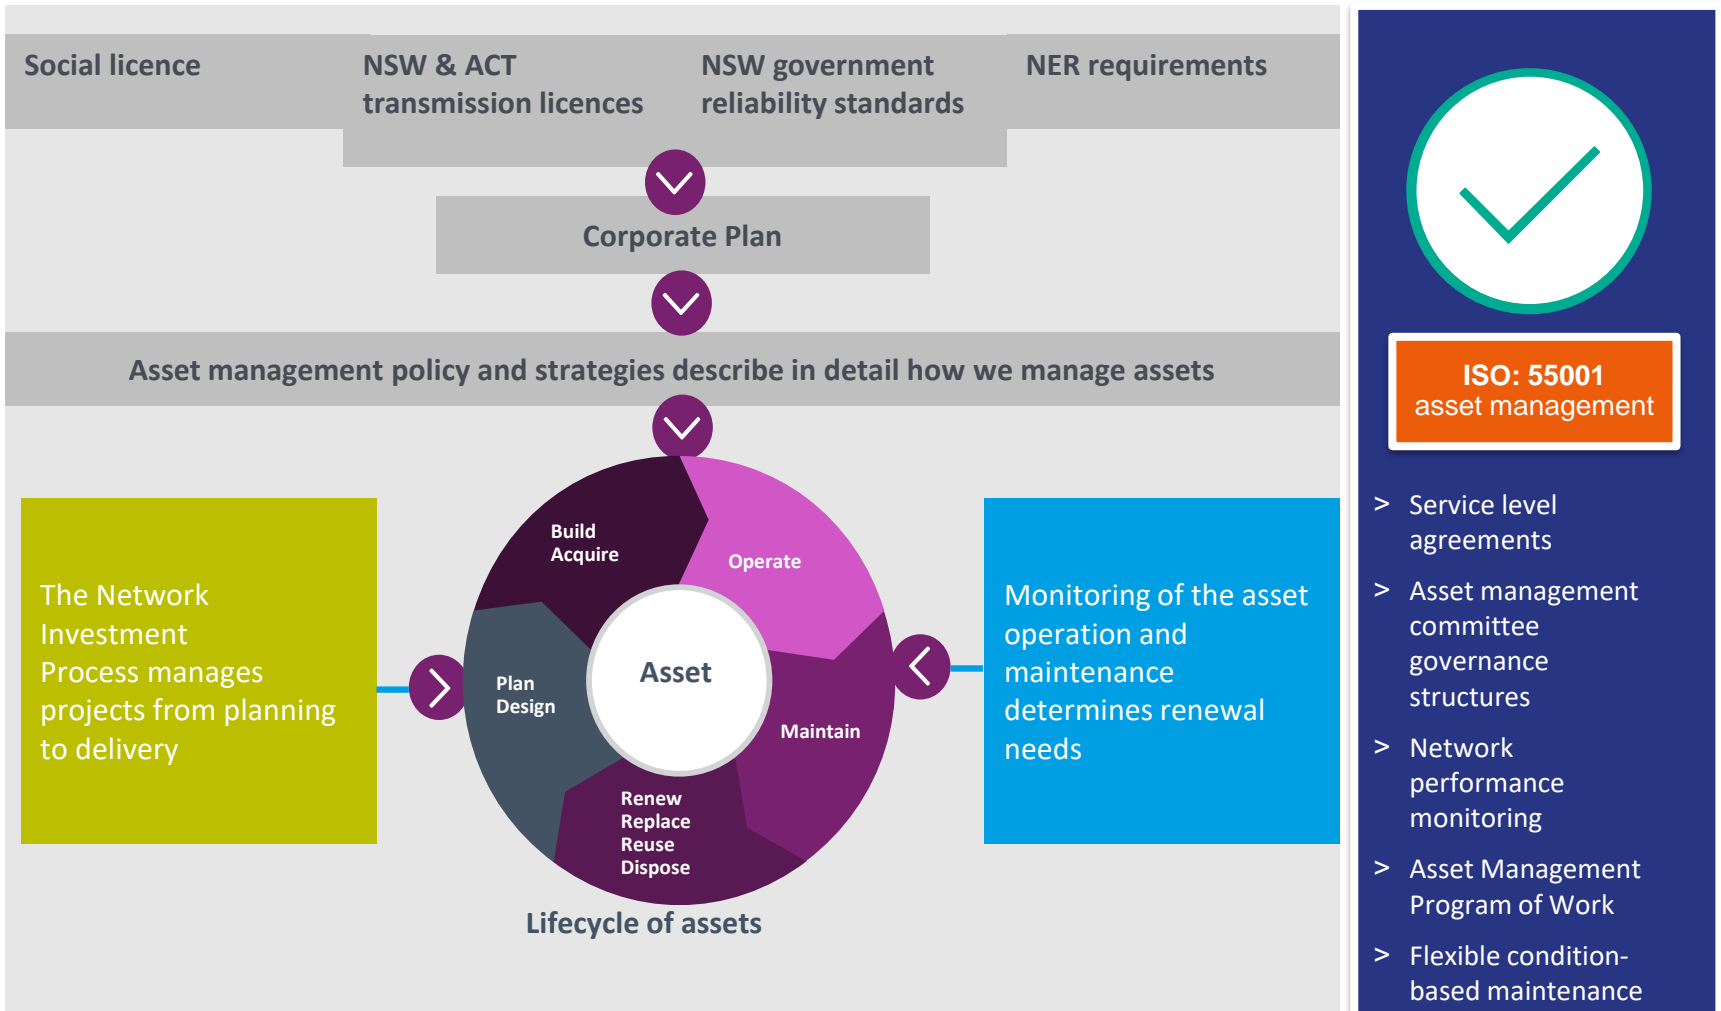 Social licence
NSW & ACT
transmission licences
NSW government
reliability standards
NER requirements
Corporate Plan
Asset management policy and strategies describe in detail how we manage assets
The Network
Investment
Process manages
projects from planning
to delivery
Build
Acquire
Operate
Plan
Design
Asset
Maintain
Renew
Replace
Reuse
Dispose
Lifecycle of assets
Monitoring of the asset
operation and
maintenance
determines renewal
needs
ISO: 55001
asset management
> Service level
agreements
> Asset management
committee
governance
structures
> Network
performance
monitoring
> Asset Management
Program of Work
> Flexible condition-
based maintenance